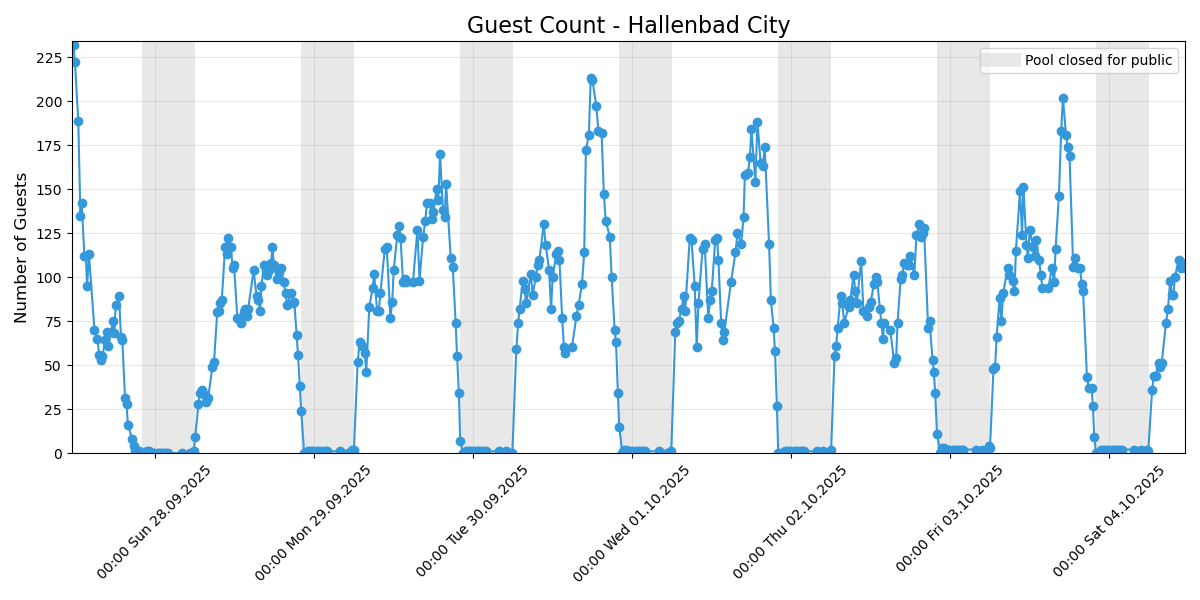 Guest Count - Hallenbad City
Pool closed for public
Number of Guests
225
200
175
150
125
100
75
50
25
0
00:00 Sun 28.09.2025
00:00 Mon 29.09.2025
00:00 Tue 30.09.2025
00:00 Wed 01.10.2025
00:00 Thu 02.10.2025
00:00 Fri 03.10.2025
00:00 Sat 04.10.2025